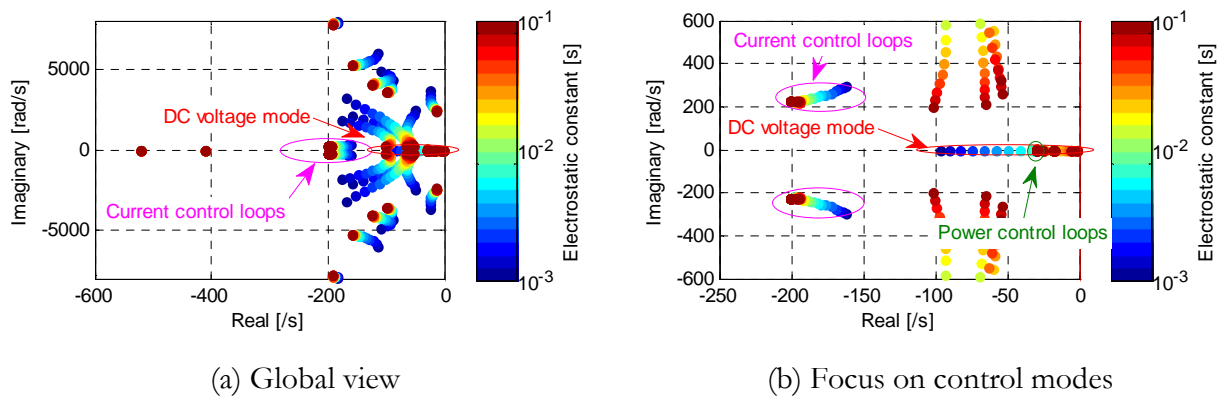 5000
0
-5000
-600
-400
-200
0
Imaginary [rad/s]
Real [/s]
DC voltage mode
Current control loops
10^-1
10^-2
10^-3
Electrostatic constant [s]
(a) Global view
600
400
200
0
-200
-400
-600
-250
-200
-150
-100
-50
0
Imaginary [rad/s]
Real [/s]
Current control loops
DC voltage mode
Power control loops
10^-1
10^-2
10^-3
Electrostatic constant [s]
(b) Focus on control modes